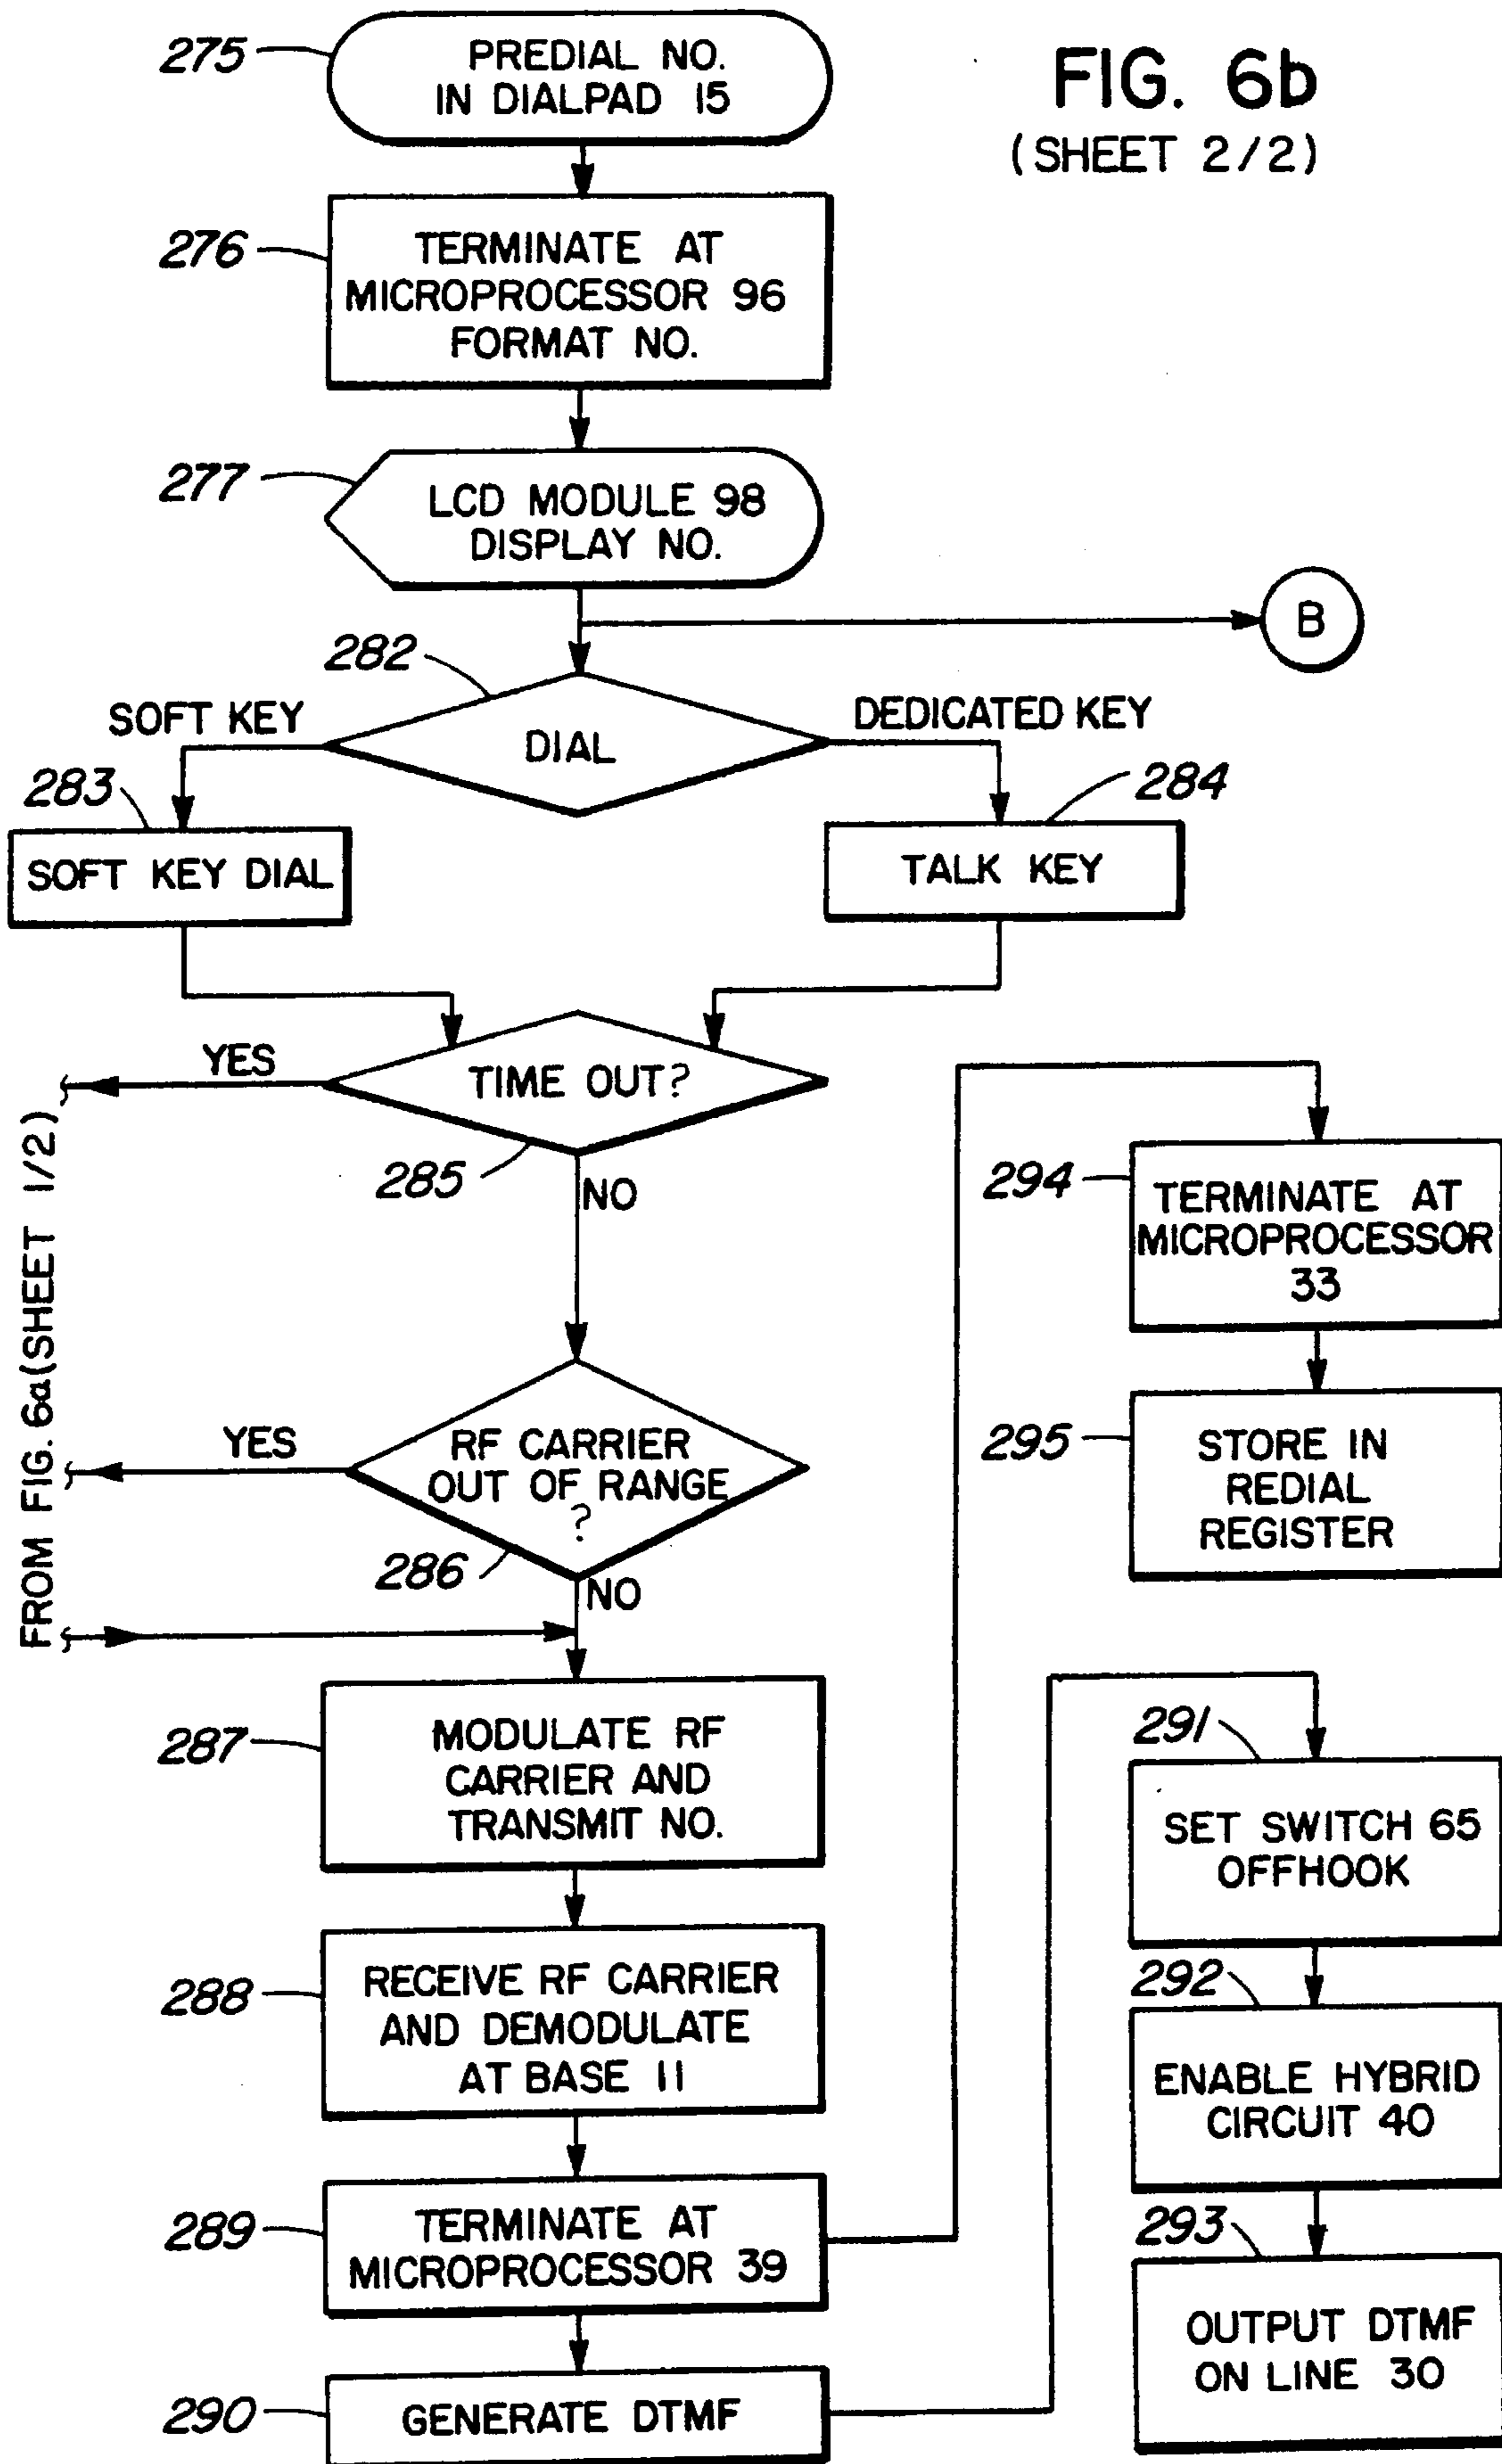 FIG. 6b
(SHEET 2/2)
275
PREDIAL NO.
IN DIALPAD 15
276
TERMINATE AT
MICROPROCESSOR 96
FORMAT NO.
277
LCD MODULE 98
DISPLAY NO.
B
282
SOFT KEY
DIAL
DEDICATED KEY
283
SOFT KEY DIAL
284
TALK KEY
YES
TIME OUT?
285
NO
FROM FIG. 6a(SHEET 1/2)
YES
RF CARRIER
OUT OF RANGE
?
286
NO
287
MODULATE RF
CARRIER AND
TRANSMIT NO.
288
RECEIVE RF CARRIER
AND DEMODULATE
AT BASE 11
289
TERMINATE AT
MICROPROCESSOR 39
290
GENERATE DTMF
294
TERMINATE AT
MICROPROCESSOR
33
295
STORE IN
REDIAL
REGISTER
291
SET SWITCH 65
OFFHOOK
292
ENABLE HYBRID
CIRCUIT 40
293
OUTPUT DTMF
ON LINE 30